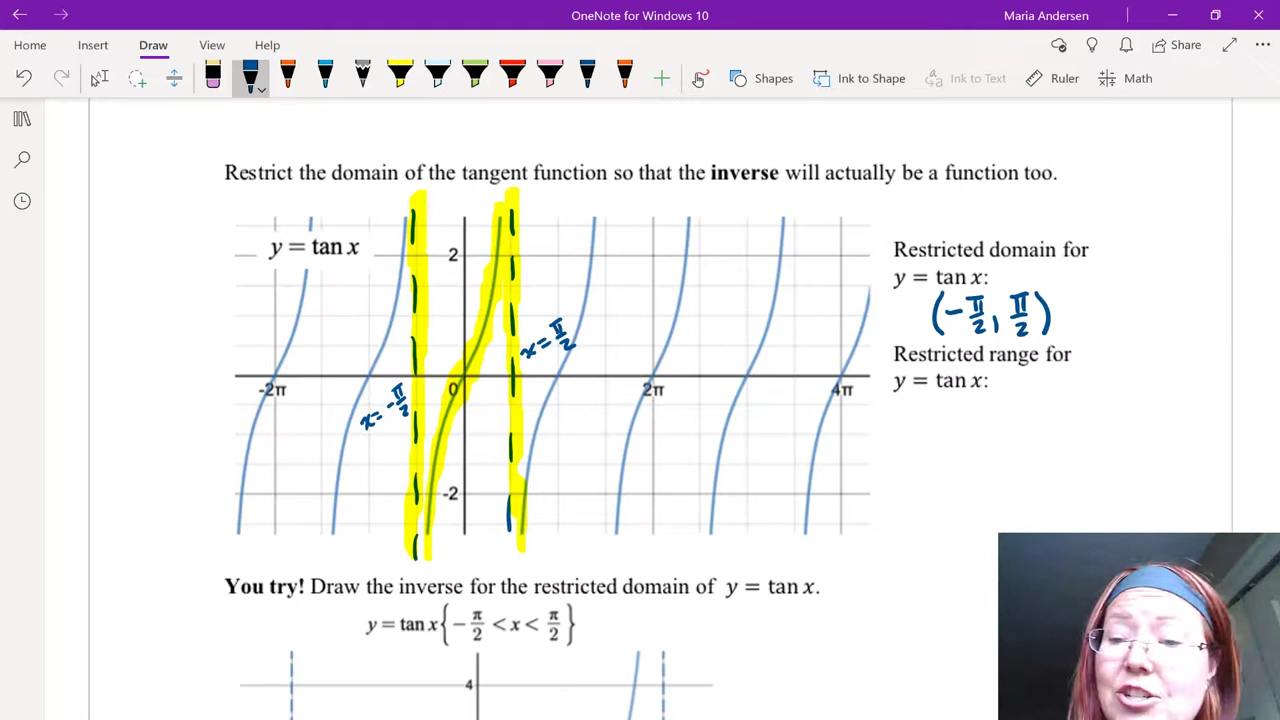 OneNote for Windows 10
Maria Andersen
Home Insert Draw View Help
Share
Shapes Ink to Shape Ink to Text Ruler Math
Restrict the domain of the tangent function so that the inverse will actually be a function too.
y = tan x
2
-2π 0 2π 4π
-2
x = -π/2
x = π/2
Restricted domain for
y = tan x:
(-π/2, π/2)
Restricted range for
y = tan x:
You try! Draw the inverse for the restricted domain of y = tan x.
y = tan x {-π/2 < x < π/2}
4